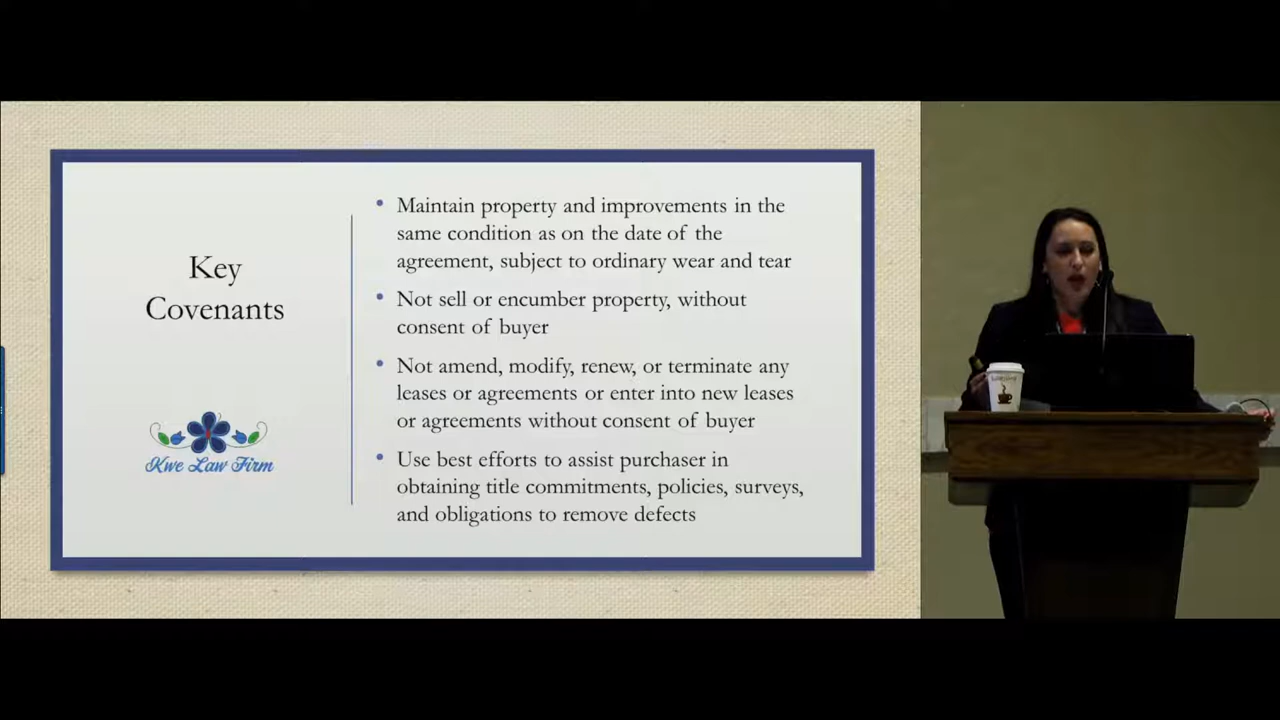 Key
Covenants
Kwe Law Firm
• Maintain property and improvements in the
same condition as on the date of the
agreement, subject to ordinary wear and tear
• Not sell or encumber property, without
consent of buyer
• Not amend, modify, renew, or terminate any
leases or agreements or enter into new leases
or agreements without consent of buyer
• Use best efforts to assist purchaser in
obtaining title commitments, policies, surveys,
and obligations to remove defects